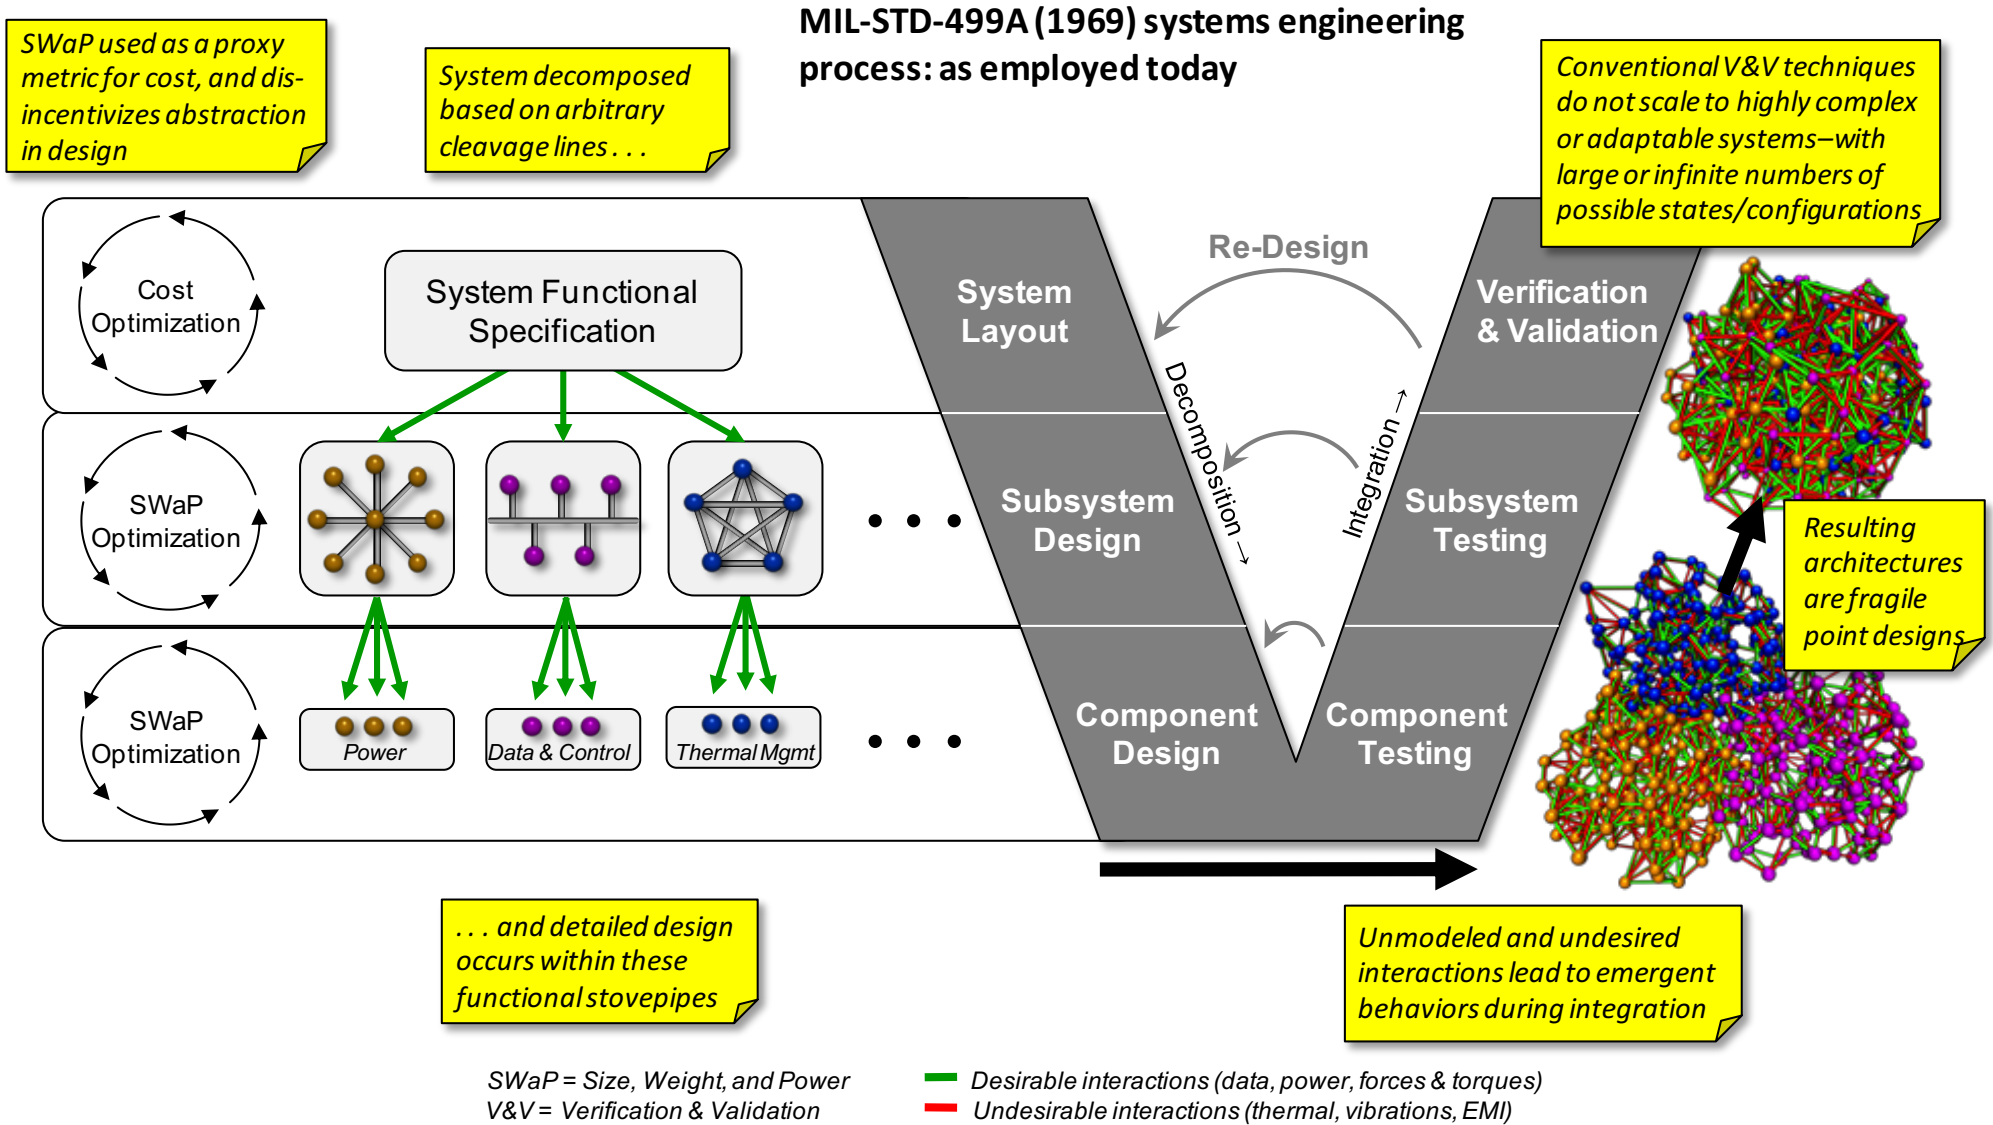 MIL-STD-499A (1969) systems engineering
process: as employed today
SWaP used as a proxy
metric for cost, and dis-
incentivizes abstraction
in design
System decomposed
based on arbitrary
cleavage lines . . .
Conventional V&V techniques
do not scale to highly complex
or adaptable systems–with
large or infinite numbers of
possible states/configurations
Cost
Optimization
System Functional
Specification
System
Layout
Re-Design
Verification
& Validation
Decomposition →
Integration →
SWaP
Optimization
• • •
Subsystem
Design
Subsystem
Testing
Resulting
architectures
are fragile
point designs
SWaP
Optimization
Power
Data & Control
Thermal Mgmt
• • •
Component
Design
Component
Testing
. . . and detailed design
occurs within these
functional stovepipes
Unmodeled and undesired
interactions lead to emergent
behaviors during integration
SWaP = Size, Weight, and Power
V&V = Verification & Validation
Desirable interactions (data, power, forces & torques)
Undesirable interactions (thermal, vibrations, EMI)